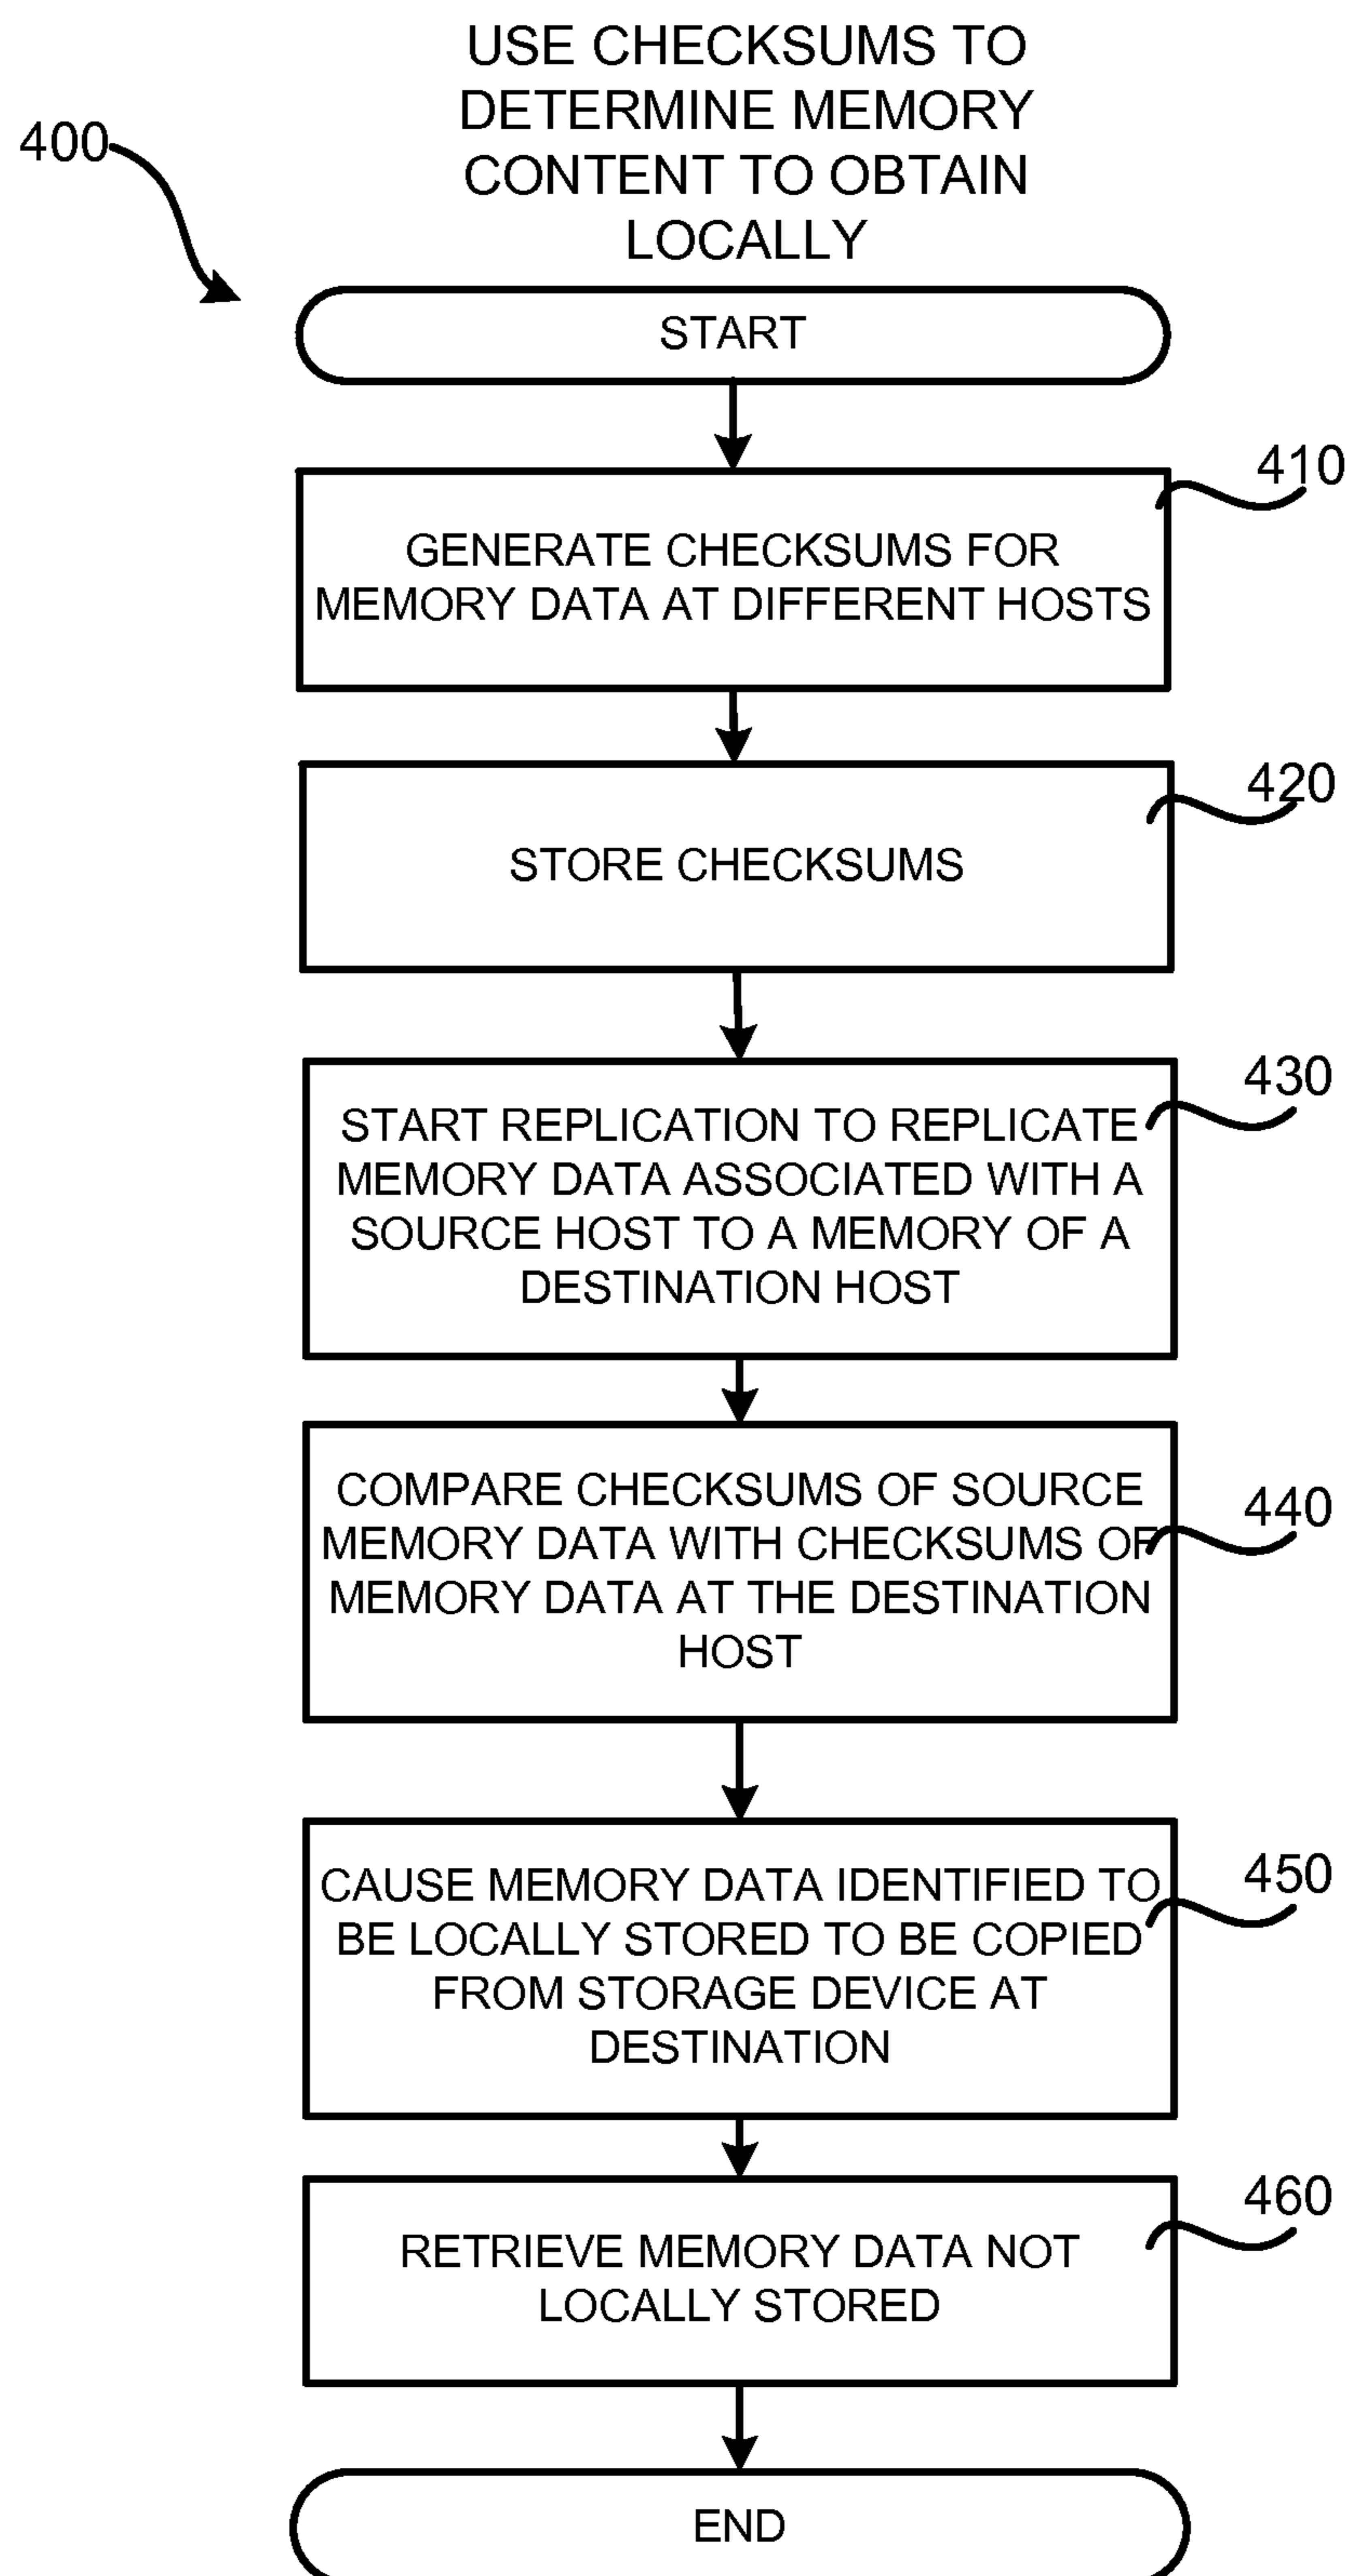 USE CHECKSUMS TO
DETERMINE MEMORY
CONTENT TO OBTAIN
LOCALLY
400
START
410
GENERATE CHECKSUMS FOR
MEMORY DATA AT DIFFERENT HOSTS
420
STORE CHECKSUMS
430
START REPLICATION TO REPLICATE
MEMORY DATA ASSOCIATED WITH A
SOURCE HOST TO A MEMORY OF A
DESTINATION HOST
440
COMPARE CHECKSUMS OF SOURCE
MEMORY DATA WITH CHECKSUMS OF
MEMORY DATA AT THE DESTINATION
HOST
450
CAUSE MEMORY DATA IDENTIFIED TO
BE LOCALLY STORED TO BE COPIED
FROM STORAGE DEVICE AT
DESTINATION
460
RETRIEVE MEMORY DATA NOT
LOCALLY STORED
END